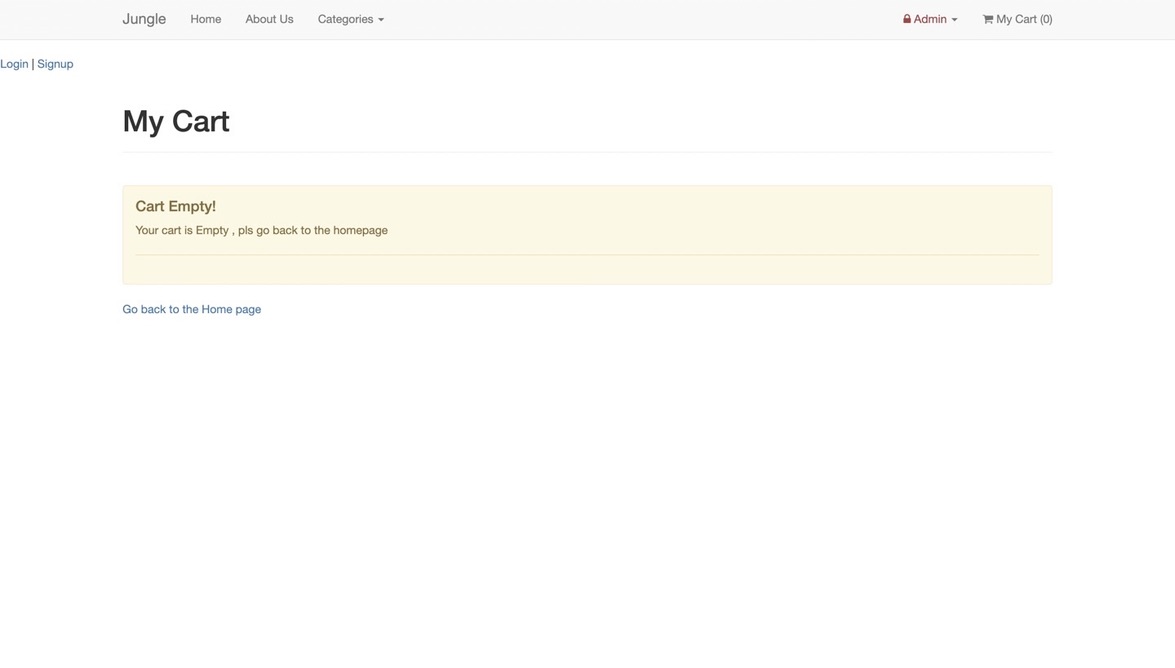 Jungle Home About Us Categories Admin My Cart (0)
Login | Signup
My Cart
Cart Empty!
Your cart is Empty , pls go back to the homepage
Go back to the Home page